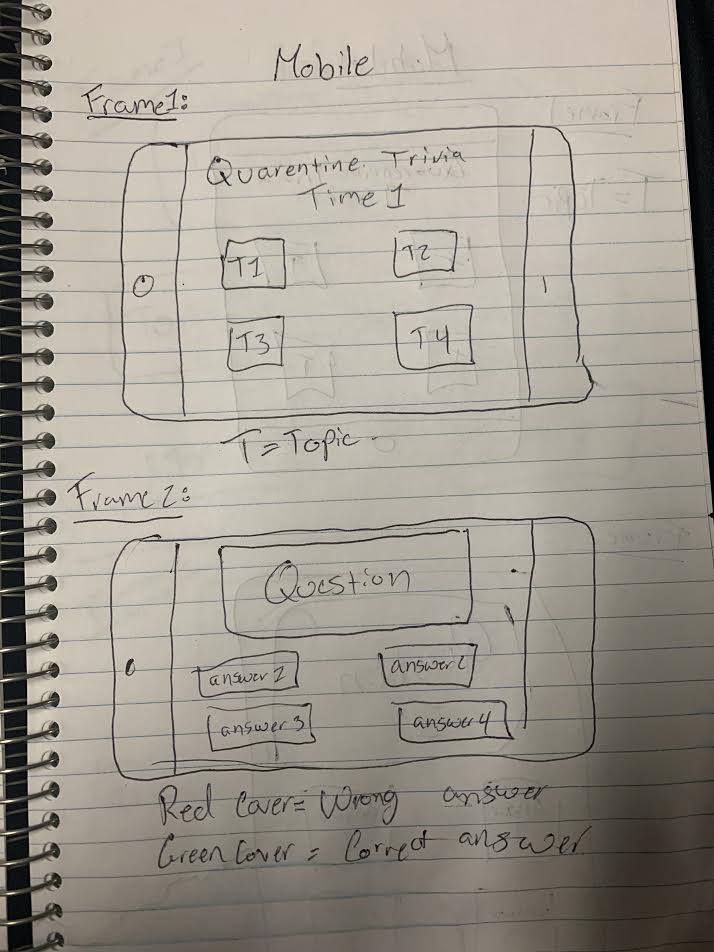 Mobile
Frame1:
Quarentine Trivia
Time 1
T1 T2
T3 T4
T = Topic
Frame 2:
Question
answer 2 answer 2
answer 3 answer 4
Red Cover = Wrong answer
Green Cover = Correct answer